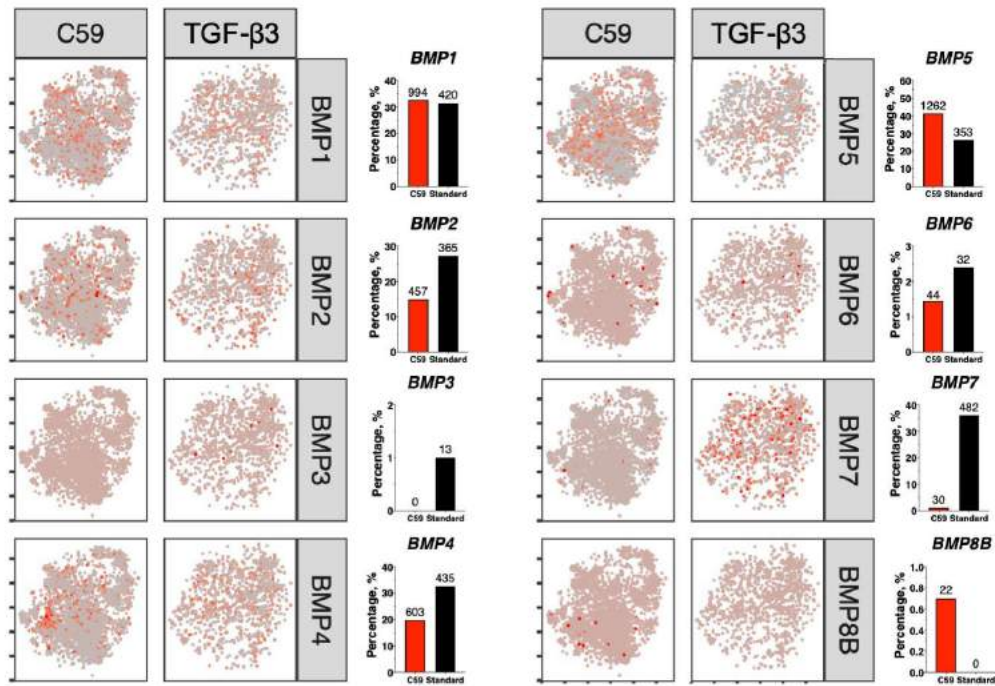 C59
TGF-β3
BMP1
BMP1
Percentage, %
40
30
20
10
0
994
420
C59 Standard
BMP2
BMP2
Percentage, %
30
20
10
0
457
365
C59 Standard
BMP3
BMP3
Percentage, %
2
1
0
0
13
C59 Standard
BMP4
BMP4
Percentage, %
40
30
20
10
0
603
435
C59 Standard
C59
TGF-β3
BMP5
BMP5
Percentage, %
60
50
40
30
20
10
0
1262
353
C59 Standard
BMP6
BMP6
Percentage, %
3
2
1
0
44
32
C59 Standard
BMP7
BMP7
Percentage, %
40
30
20
10
0
30
482
C59 Standard
BMP8B
BMP8B
Percentage, %
1.0
0.8
0.6
0.4
0.2
0.0
22
0
C59 Standard